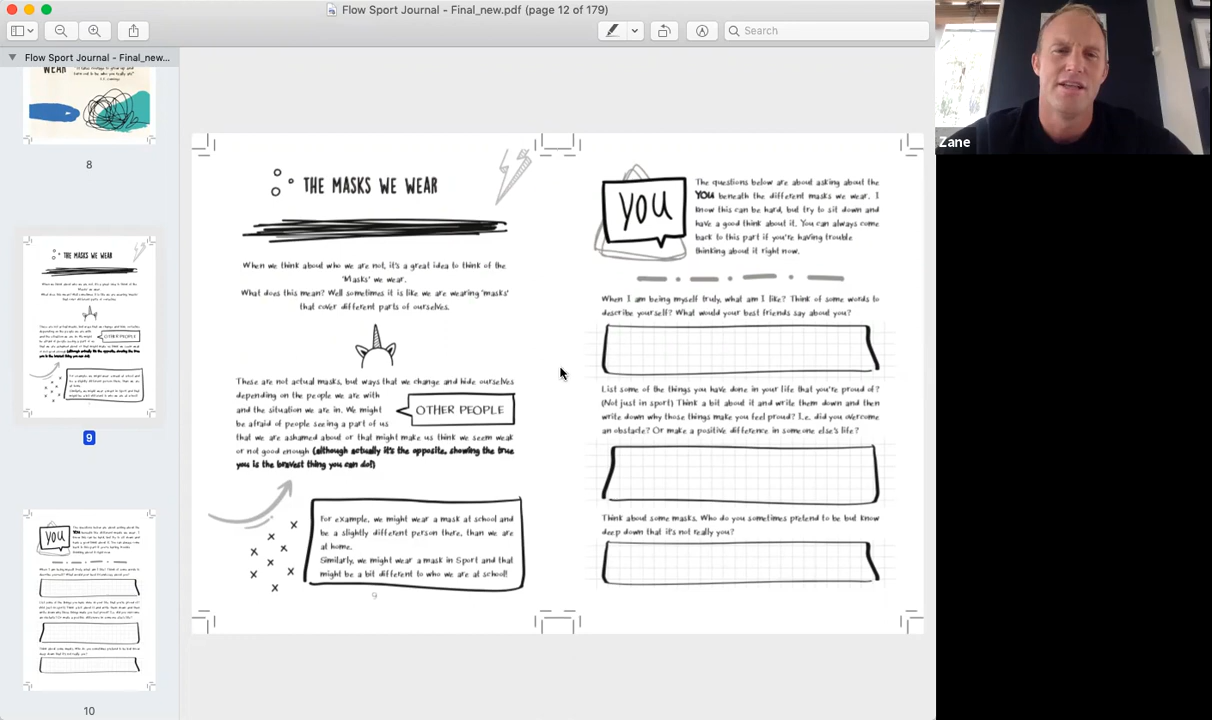 Flow Sport Journal - Final_new.pdf (page 12 of 179)
Search
Flow Sport Journal - Final_new...
WEAR
8
THE MASKS WE WEAR
OTHER PEOPLE
9
YOU
10
THE MASKS WE WEAR
When we think about who we are not, it's a great idea to think of the
'Masks' we wear.
What does this mean? Well sometimes it is like we are wearing 'masks'
that cover different parts of ourselves.
These are not actual masks, but ways that we change and hide ourselves
depending on the people we are with
and the situation we are in. We might
be afraid of people seeing a part of us
OTHER PEOPLE
that we are ashamed about or that might make us think we seem weak
or not good enough (although actually it's the opposite, showing the true
you is the bravest thing you can do!)
For example, we might wear a mask at school and
be a slightly different person there, than we are
at home.
Similarly, we might wear a mask in Sport and that
might be a bit different to who we are at school!
9
YOU
The questions below are about asking about the
YOU beneath the different masks we wear. I
know this can be hard, but try to sit down and
have a good think about it. You can always come
back to this part if you're having trouble
thinking about it right now.
When I am being myself truly, what am I like? Think of some words to
describe yourself? What would your best friends say about you?
List some of the things you have done in your life that you're proud of?
(Not just in sport) Think a bit about it and write them down and then
write down why those things make you feel proud? I.e. did you overcome
an obstacle? Or make a positive difference in someone else's life?
Think about some masks. Who do you sometimes pretend to be but know
deep down that it's not really you?
Zane